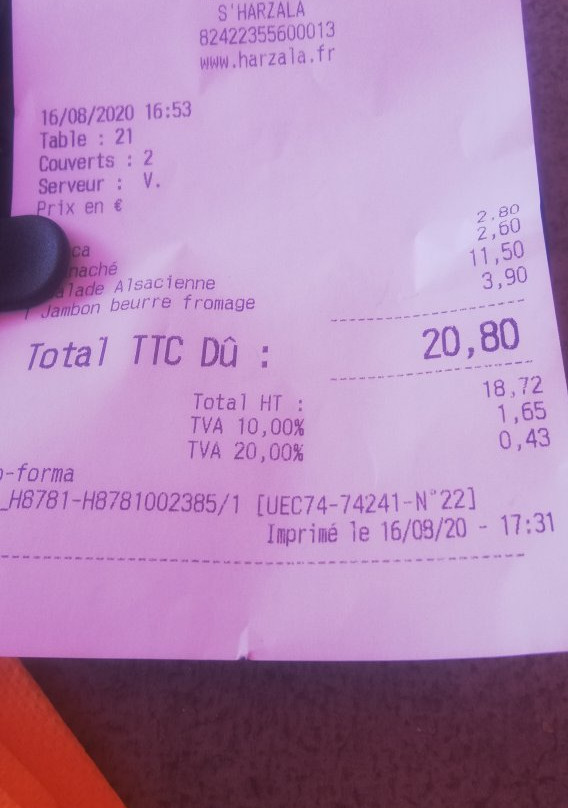 S'HARZALA
82422355600013
www.harzala.fr
16/08/2020 16:53
Table : 21
Couverts : 2
Serveur : V.
Prix en €
ca 2,80
naché 2,60
alade Alsacienne 11,50
Jambon beurre fromage 3,90
Total TTC Dû : 20,80
Total HT : 18,72
TVA 10,00% 1,65
TVA 20,00% 0,43
o-forma
_H8781-H8781002385/1 [UEC74-74241-N°22]
Imprimé le 16/08/20 - 17:31